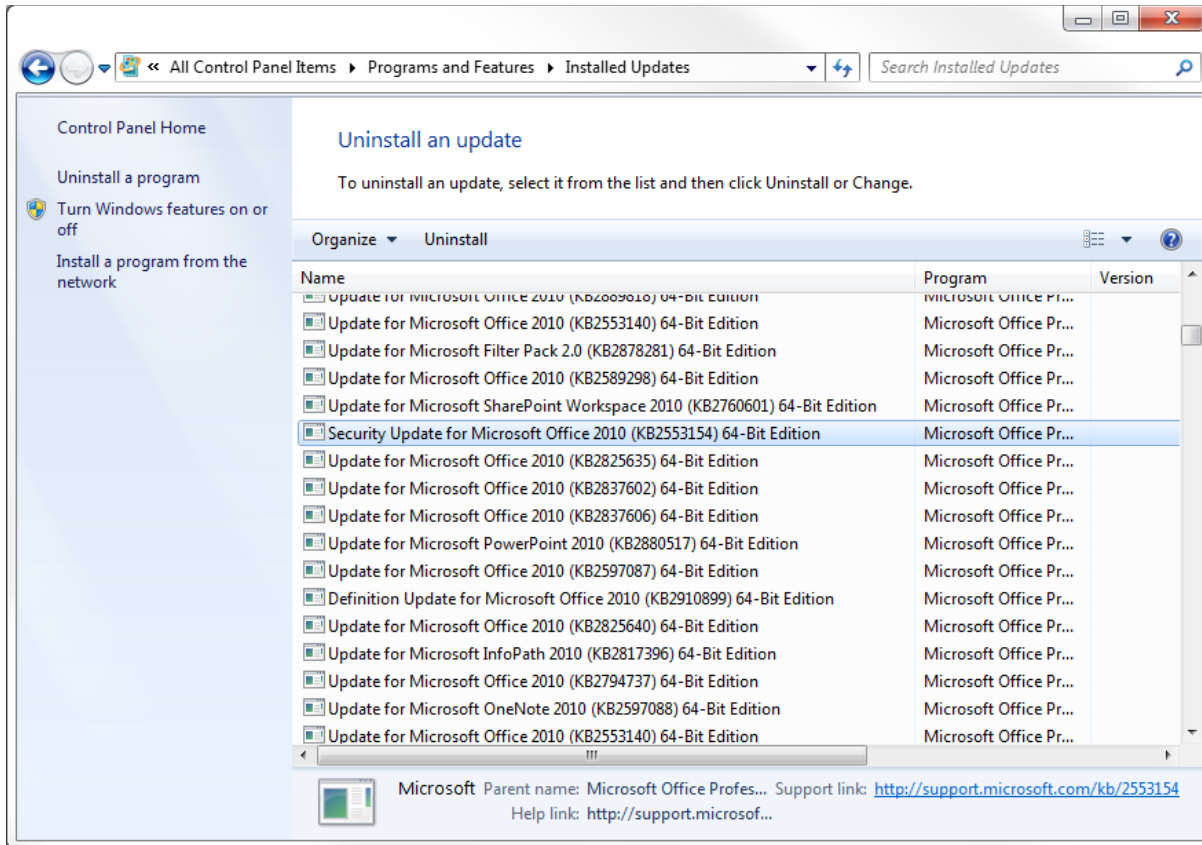 « All Control Panel Items ▸ Programs and Features ▸ Installed Updates
Search Installed Updates
Control Panel Home
Uninstall a program
Turn Windows features on or
off
Install a program from the
network
Uninstall an update
To uninstall an update, select it from the list and then click Uninstall or Change.
Organize Uninstall
Name Program Version
Update for Microsoft Office 2010 (KB2889818) 64-Bit Edition Microsoft Office Pr...
Update for Microsoft Office 2010 (KB2553140) 64-Bit Edition Microsoft Office Pr...
Update for Microsoft Filter Pack 2.0 (KB2878281) 64-Bit Edition Microsoft Office Pr...
Update for Microsoft Office 2010 (KB2589298) 64-Bit Edition Microsoft Office Pr...
Update for Microsoft SharePoint Workspace 2010 (KB2760601) 64-Bit Edition Microsoft Office Pr...
Security Update for Microsoft Office 2010 (KB2553154) 64-Bit Edition Microsoft Office Pr...
Update for Microsoft Office 2010 (KB2825635) 64-Bit Edition Microsoft Office Pr...
Update for Microsoft Office 2010 (KB2837602) 64-Bit Edition Microsoft Office Pr...
Update for Microsoft Office 2010 (KB2837606) 64-Bit Edition Microsoft Office Pr...
Update for Microsoft PowerPoint 2010 (KB2880517) 64-Bit Edition Microsoft Office Pr...
Update for Microsoft Office 2010 (KB2597087) 64-Bit Edition Microsoft Office Pr...
Definition Update for Microsoft Office 2010 (KB2910899) 64-Bit Edition Microsoft Office Pr...
Update for Microsoft Office 2010 (KB2825640) 64-Bit Edition Microsoft Office Pr...
Update for Microsoft InfoPath 2010 (KB2817396) 64-Bit Edition Microsoft Office Pr...
Update for Microsoft Office 2010 (KB2794737) 64-Bit Edition Microsoft Office Pr...
Update for Microsoft OneNote 2010 (KB2597088) 64-Bit Edition Microsoft Office Pr...
Update for Microsoft Office 2010 (KB2553140) 64-Bit Edition Microsoft Office Pr...
Microsoft Parent name: Microsoft Office Profes... Support link: http://support.microsoft.com/kb/2553154
Help link: http://support.microsof...